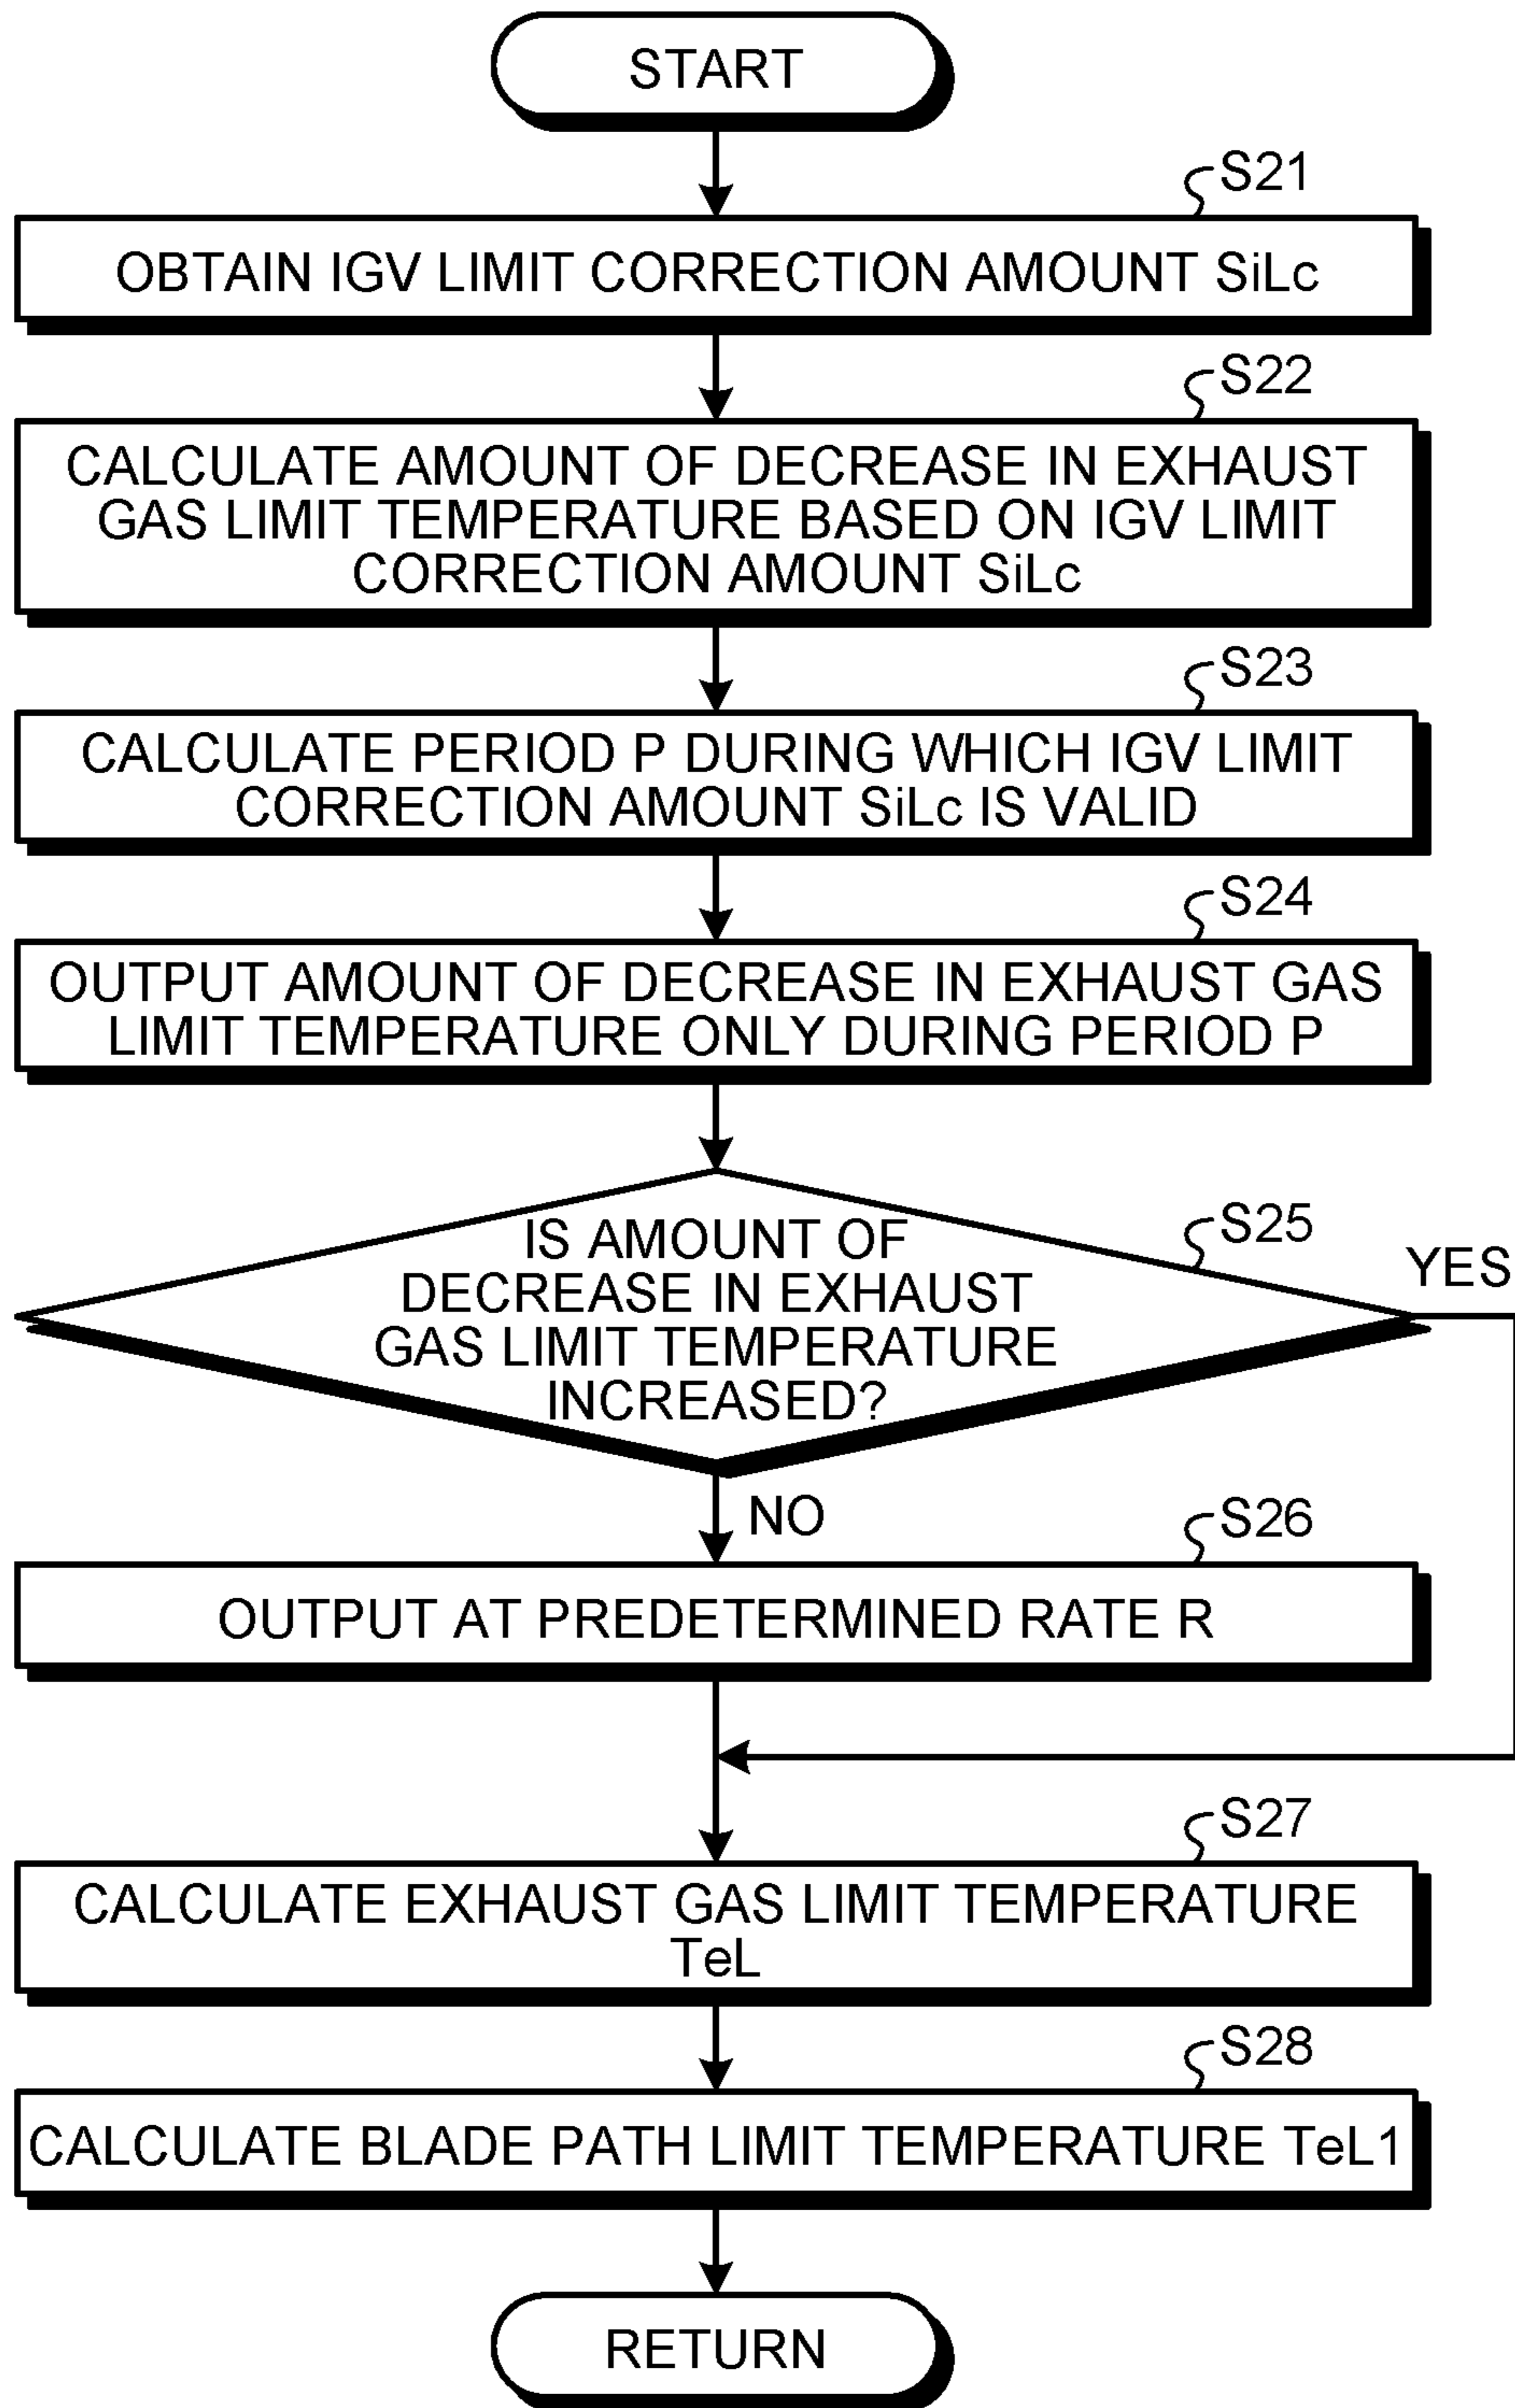 START
S21
OBTAIN IGV LIMIT CORRECTION AMOUNT SiLc
S22
CALCULATE AMOUNT OF DECREASE IN EXHAUST
GAS LIMIT TEMPERATURE BASED ON IGV LIMIT
CORRECTION AMOUNT SiLc
S23
CALCULATE PERIOD P DURING WHICH IGV LIMIT
CORRECTION AMOUNT SiLc IS VALID
S24
OUTPUT AMOUNT OF DECREASE IN EXHAUST GAS
LIMIT TEMPERATURE ONLY DURING PERIOD P
S25
IS AMOUNT OF
DECREASE IN EXHAUST
GAS LIMIT TEMPERATURE
INCREASED?
YES
NO
S26
OUTPUT AT PREDETERMINED RATE R
S27
CALCULATE EXHAUST GAS LIMIT TEMPERATURE
TeL
S28
CALCULATE BLADE PATH LIMIT TEMPERATURE TeL1
RETURN